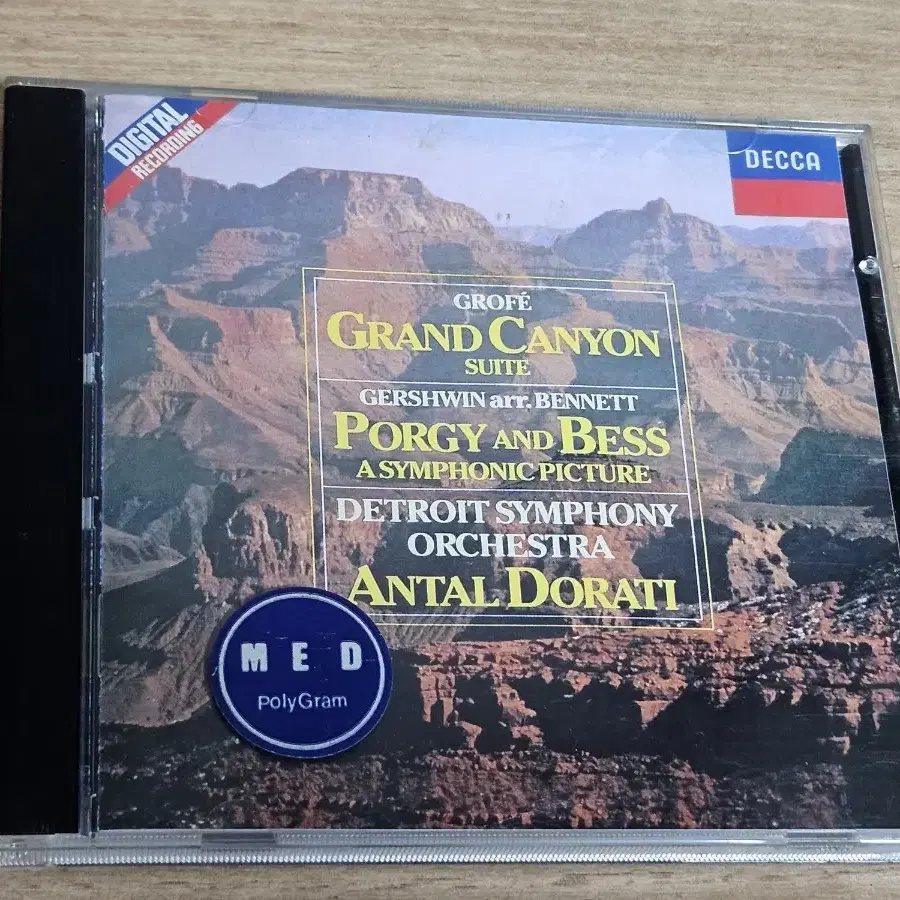 DIGITAL
RECORDING
DECCA
GROFÉ
GRAND CANYON
SUITE
GERSHWIN arr. BENNETT
PORGY AND BESS
A SYMPHONIC PICTURE
DETROIT SYMPHONY
ORCHESTRA
ANTAL DORATI
MED
PolyGram